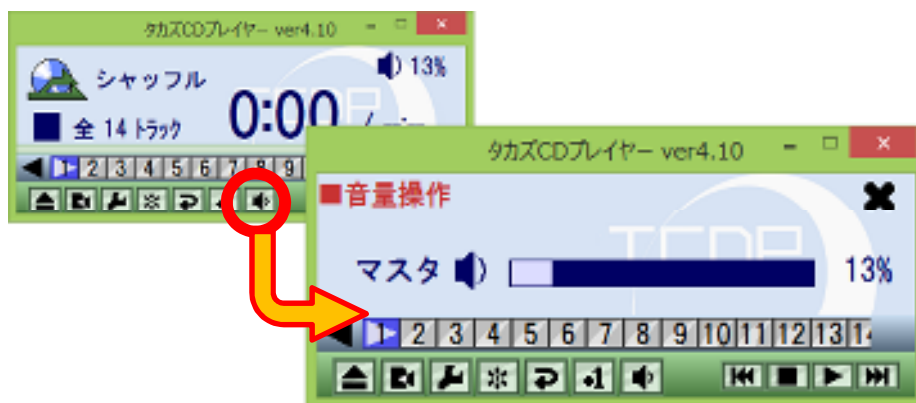 タカズCDプレイヤー ver4.10
シャッフル
13%
全 14 トラック
0:00
1 2 3 4 5 6 7 8 9
タカズCDプレイヤー ver4.10
■音量操作
マスタ
13%
1 2 3 4 5 6 7 8 9 10 11 12 13 14
+1